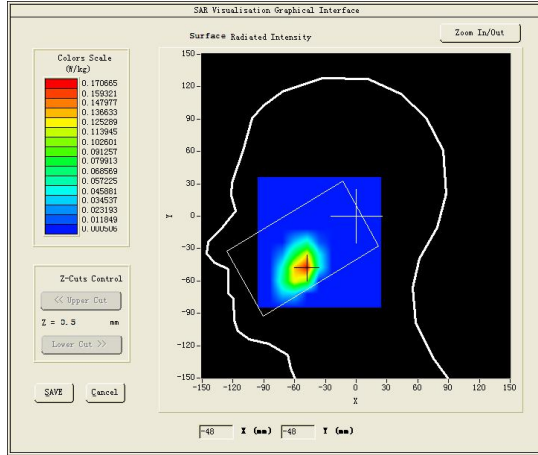 SAR Visualisation Graphical Interface
Surface Radiated Intensity
Zoom In/Out
Colors Scale
(W/kg)
0.170665
0.159321
0.147977
0.136633
0.125289
0.113945
0.102601
0.091257
0.079913
0.068569
0.057225
0.045881
0.034537
0.023193
0.011849
0.000506
Z-Cuts Control
<< Upper Cut
Z = 3.5 mm
Lower Cut >>
SAVE
Cancel
150
120
90
60
30
0
-30
-60
-90
-120
-150
Y
-150 -120 -90 -60 -30 0 30 60 90 120 150
X
-48 X (mm) -48 Y (mm)